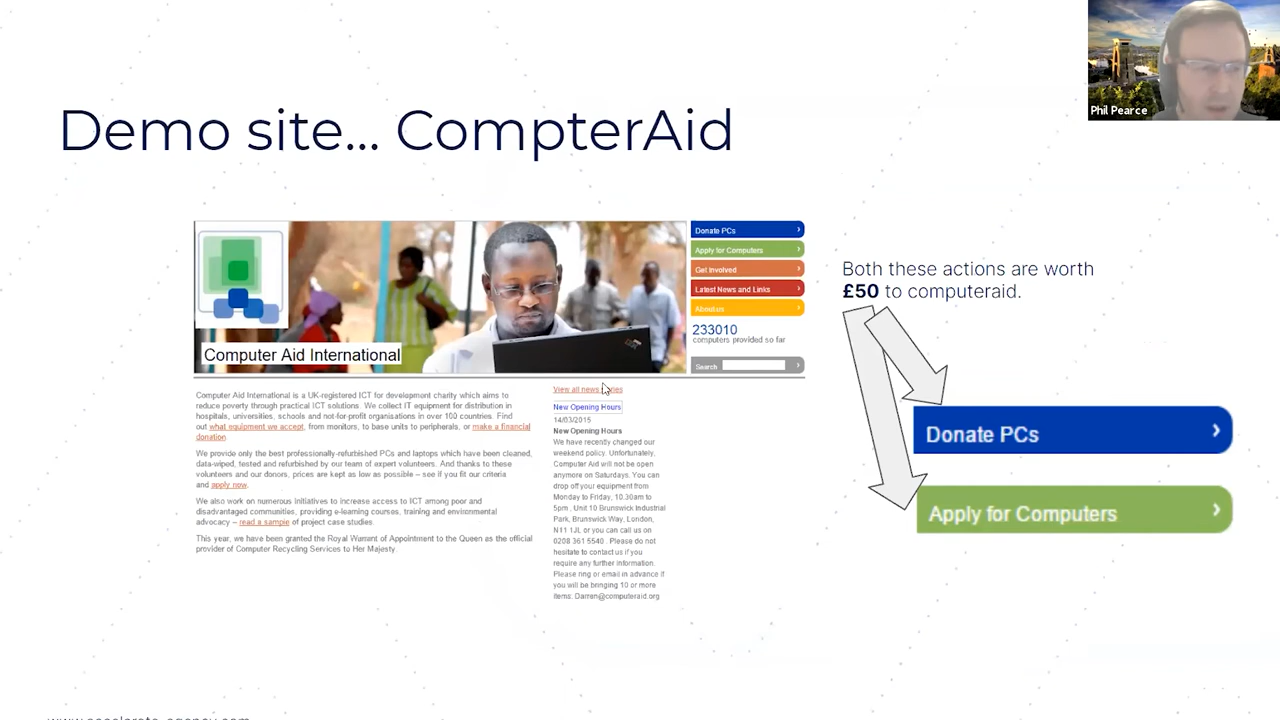 Phil Pearce
Demo site... CompterAid
Donate PCs
Apply for Computers
Get Involved
Latest News and Links
About us
233010
computers provided so far
Search
Computer Aid International
Both these actions are worth
£50 to computeraid.
Donate PCs
Apply for Computers
Computer Aid International is a UK-registered ICT for development charity which aims to
reduce poverty through practical ICT solutions. We collect IT equipment for distribution in
hospitals, universities, schools and not-for-profit organisations in over 100 countries. Find
out what equipment we accept, from monitors, to base units to peripherals, or make a financial
donation.
We provide only the best professionally-refurbished PCs and laptops which have been cleaned,
data-wiped, tested and refurbished by our team of expert volunteers. And thanks to these
volunteers and our donors, prices are kept as low as possible – see if you fit our criteria
and apply now.
We also work on numerous initiatives to increase access to ICT among poor and
disadvantaged communities, providing e-learning courses, training and environmental
advocacy – read a sample of project case studies.
This year, we have been granted the Royal Warrant of Appointment to the Queen as the official
provider of Computer Recycling Services to Her Majesty.
View all news
New Opening Hours
14/03/2015
New Opening Hours
We have recently changed our
weekend policy. Unfortunately,
Computer Aid will not be open
anymore on Saturdays. You can
drop off your equipment from
Monday to Friday, 10.30am to
5pm , Unit 10 Brunswick Industrial
Park, Brunswick Way, London,
N11 1JL or you can call us on
0208 361 5540 . Please do not
hesitate to contact us if you
require any further information.
Please ring or email in advance if
you will be bringing 10 or more
items; Darren@computeraid.org